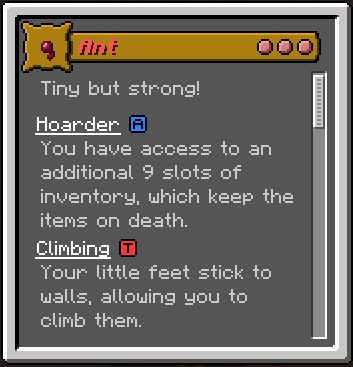 Ant
Tiny but strong!
Hoarder A
You have access to an
additional 9 slots of
inventory, which keep the
items on death.
Climbing T
Your little feet stick to
walls, allowing you to
climb them.